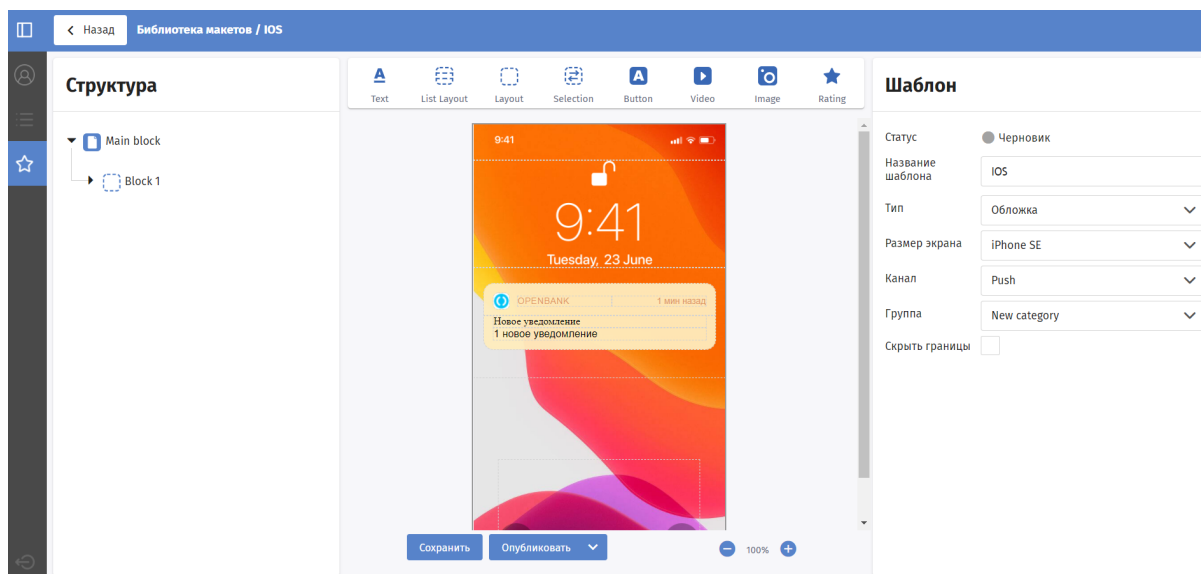 Назад
Библиотека макетов / IOS
Структура
Main block
Block 1
Text
List Layout
Layout
Selection
Button
Video
Image
Rating
9:41
9:41
Tuesday, 23 June
OPENBANK
1 мин назад
Новое уведомление
1 новое уведомление
Сохранить
Опубликовать
100%
Шаблон
Статус
Черновик
Название
шаблона
IOS
Тип
Обложка
Размер экрана
iPhone SE
Канал
Push
Группа
New category
Скрыть границы